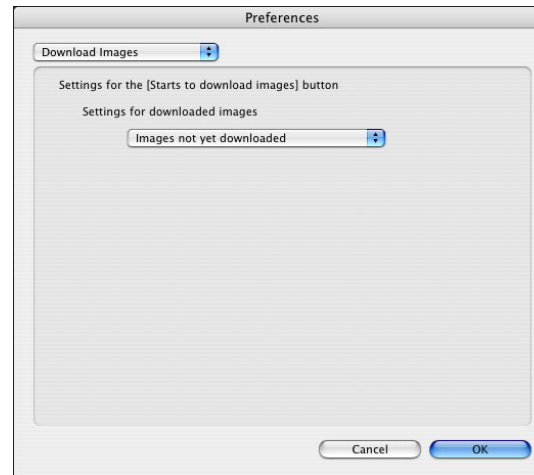 Preferences
Download Images
Settings for the [Starts to download images] button
Settings for downloaded images
Images not yet downloaded
Cancel
OK